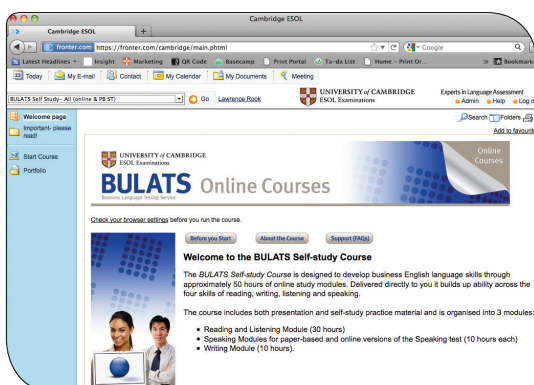 Cambridge ESOL
Cambridge ESOL
fronter.com https://fronter.com/cambridge/main.phtml
Google
Latest Headlines Insight Marketing QR Code Basecamp Print Portal Ta-da List Home - Print Or... Bookmark
Today My E-mail Contact My Calendar My Documents Meeting
BULATS Self Study- All (online & PB ST) Go Lawrence Rook
UNIVERSITY of CAMBRIDGE
ESOL Examinations
Experts in Language Assessment
Admin Help Log o
Welcome page
Important- please read!
Start Course
Portfolio
Search Folders
Add to favourit
UNIVERSITY of CAMBRIDGE
ESOL Examinations
BULATS Online Courses
Business Language Testing Service
Online
Courses
Check your browser settings before you run the course.
Before you Start About the Course Support (FAQs)
Welcome to the BULATS Self-study Course
The BULATS Self-study Course is designed to develop business English language skills through
approximately 50 hours of online study modules. Delivered directly to you it builds up ability across the
four skills of reading, writing, listening and speaking.
The course includes both presentation and self-study practice material and is organised into 3 modules:
• Reading and Listening Module (30 hours)
• Speaking Modules for paper-based and online versions of the Speaking test (10 hours each)
• Writing Module (10 hours).